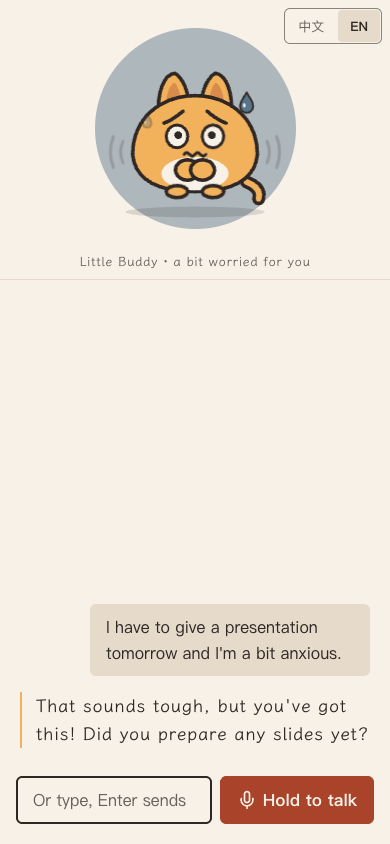 中文 EN
Little Buddy • a bit worried for you
I have to give a presentation
tomorrow and I'm a bit anxious.
That sounds tough, but you've got
this! Did you prepare any slides yet?
Or type, Enter sends
Hold to talk